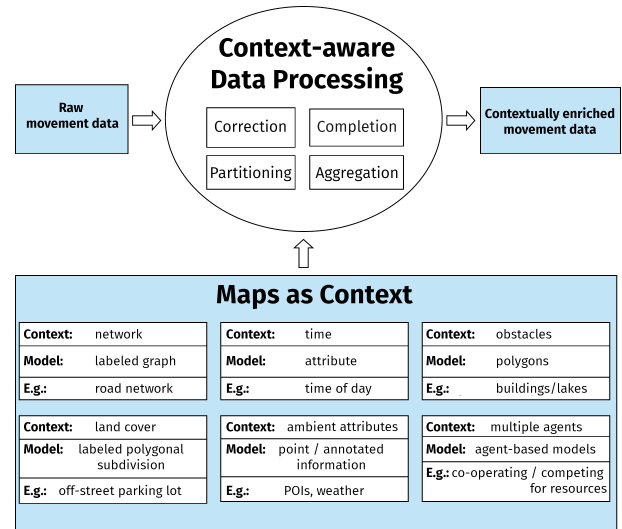 Context-aware
Data Processing
Raw
movement data
Correction
Completion
Partitioning
Aggregation
Contextually enriched
movement data
Maps as Context
Context: network
Model: labeled graph
E.g.: road network
Context: time
Model: attribute
E.g.: time of day
Context: obstacles
Model: polygons
E.g.: buildings/lakes
Context: land cover
Model: labeled polygonal
subdivision
E.g.: off-street parking lot
Context: ambient attributes
Model: point / annotated
information
E.g.: POIs, weather
Context: multiple agents
Model: agent-based models
E.g.: co-operating / competing
for resources